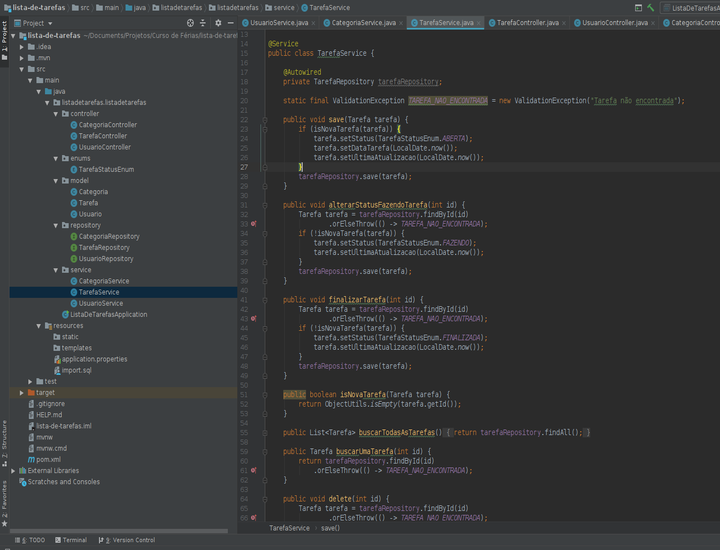 lista-de-tarefas
src
main
java
listadetarefas
listadetarefas
service
TarefaService
ListaDeTarefas
Project
UsuarioService.java
CategoriaService.java
TarefaService.java
TarefaController.java
UsuarioController.java
lista-de-tarefas ~/Documents/Projetos/Curso de Férias/lista-de-tarefas
.idea
.mvn
src
main
java
listadetarefas.listadetarefas
controller
CategoriaController
TarefaController
UsuarioController
enums
TarefaStatusEnum
model
Categoria
Tarefa
Usuario
repository
CategoriaRepository
TarefaRepository
UsuarioRepository
service
CategoriaService
TarefaService
UsuarioService
ListaDeTarefasApplication
resources
static
templates
application.properties
import.sql
test
target
.gitignore
HELP.md
lista-de-tarefas.iml
mvnw
mvnw.cmd
pom.xml
External Libraries
Scratches and Consoles
1: Project
Z: Structure
2: Favorites
13
14 @Service
15 public class TarefaService {
16
17 @Autowired
18 private TarefaRepository tarefaRepository;
19
20 static final ValidationException TAREFA_NAO_ENCONTRADA = new ValidationException("Tarefa não encontrada");
21
22 public void save(Tarefa tarefa) {
23 if (isNovaTarefa(tarefa)) {
24 tarefa.setStatus(TarefaStatusEnum.ABERTA);
25 tarefa.setDataTarefa(LocalDate.now());
26 tarefa.setUltimaAtualizacao(LocalDate.now());
27 }
28 tarefaRepository.save(tarefa);
29 }
30
31 public void alterarStatusFazendoTarefa(int id) {
32 Tarefa tarefa = tarefaRepository.findById(id)
33 .orElseThrow(() -> TAREFA_NAO_ENCONTRADA);
34 if (!isNovaTarefa(tarefa)) {
35 tarefa.setStatus(TarefaStatusEnum.FAZENDO);
36 tarefa.setUltimaAtualizacao(LocalDate.now());
37 }
38 tarefaRepository.save(tarefa);
39 }
40
41 public void finalizarTarefa(int id) {
42 Tarefa tarefa = tarefaRepository.findById(id)
43 .orElseThrow(() -> TAREFA_NAO_ENCONTRADA);
44 if (!isNovaTarefa(tarefa)) {
45 tarefa.setStatus(TarefaStatusEnum.FINALIZADA);
46 tarefa.setUltimaAtualizacao(LocalDate.now());
47 }
48 tarefaRepository.save(tarefa);
49 }
50
51 public boolean isNovaTarefa(Tarefa tarefa) {
52 return ObjectUtils.isEmpty(tarefa.getId());
53 }
54
55 public List<Tarefa> buscarTodasAsTarefas() { return tarefaRepository.findAll(); }
58
59 public Tarefa buscarUmaTarefa(int id) {
60 return tarefaRepository.findById(id)
61 .orElseThrow(() -> TAREFA_NAO_ENCONTRADA);
62 }
63
64 public void delete(int id) {
65 Tarefa tarefa = tarefaRepository.findById(id)
66 .orElseThrow(() -> TAREFA_NAO_ENCONTRADA);
TarefaService › save()
6: TODO
Terminal
9: Version Control